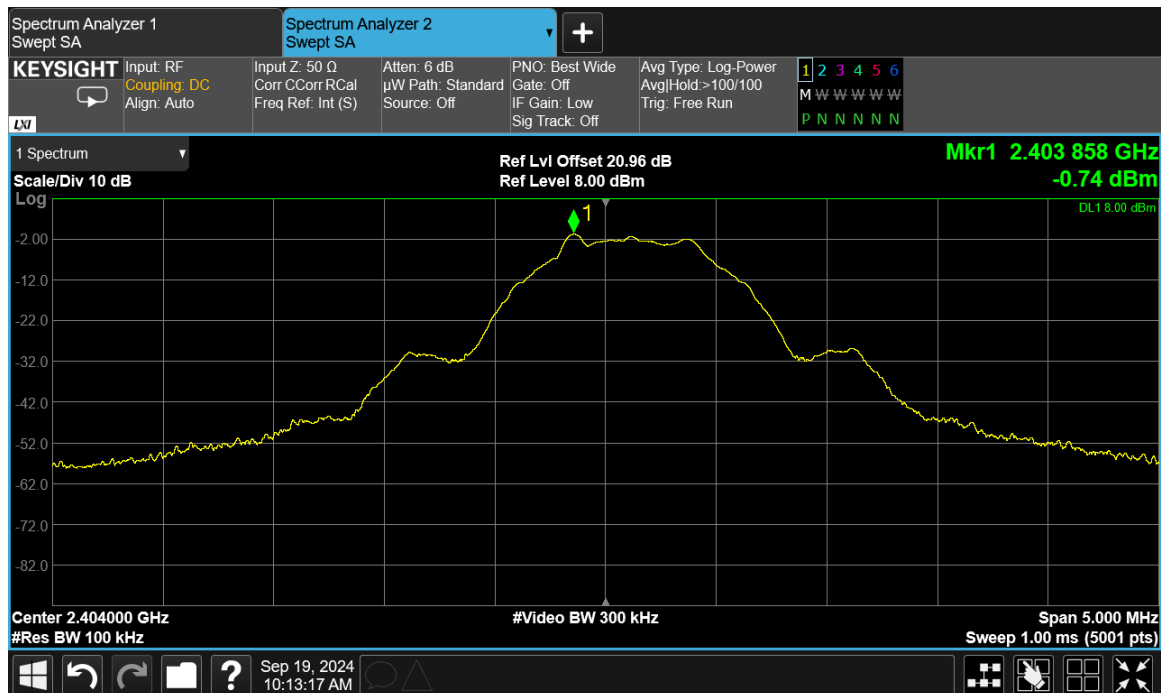 Spectrum Analyzer 1
Swept SA
Spectrum Analyzer 2
Swept SA
KEYSIGHT
LXI
Input: RF
Coupling: DC
Align: Auto
Input Z: 50 Ω
Corr CCorr RCal
Freq Ref: Int (S)
Atten: 6 dB
µW Path: Standard
Source: Off
PNO: Best Wide
Gate: Off
IF Gain: Low
Sig Track: Off
Avg Type: Log-Power
Avg|Hold:>100/100
Trig: Free Run
1 2 3 4 5 6
M W W W W W
P N N N N N
1 Spectrum
Scale/Div 10 dB
Log
Ref Lvl Offset 20.96 dB
Ref Level 8.00 dBm
Mkr1 2.403 858 GHz
-0.74 dBm
DL1 8.00 dBm
1
-2.00
-12.0
-22.0
-32.0
-42.0
-52.0
-62.0
-72.0
-82.0
Center 2.404000 GHz
#Res BW 100 kHz
#Video BW 300 kHz
Span 5.000 MHz
Sweep 1.00 ms (5001 pts)
?
Sep 19, 2024
10:13:17 AM